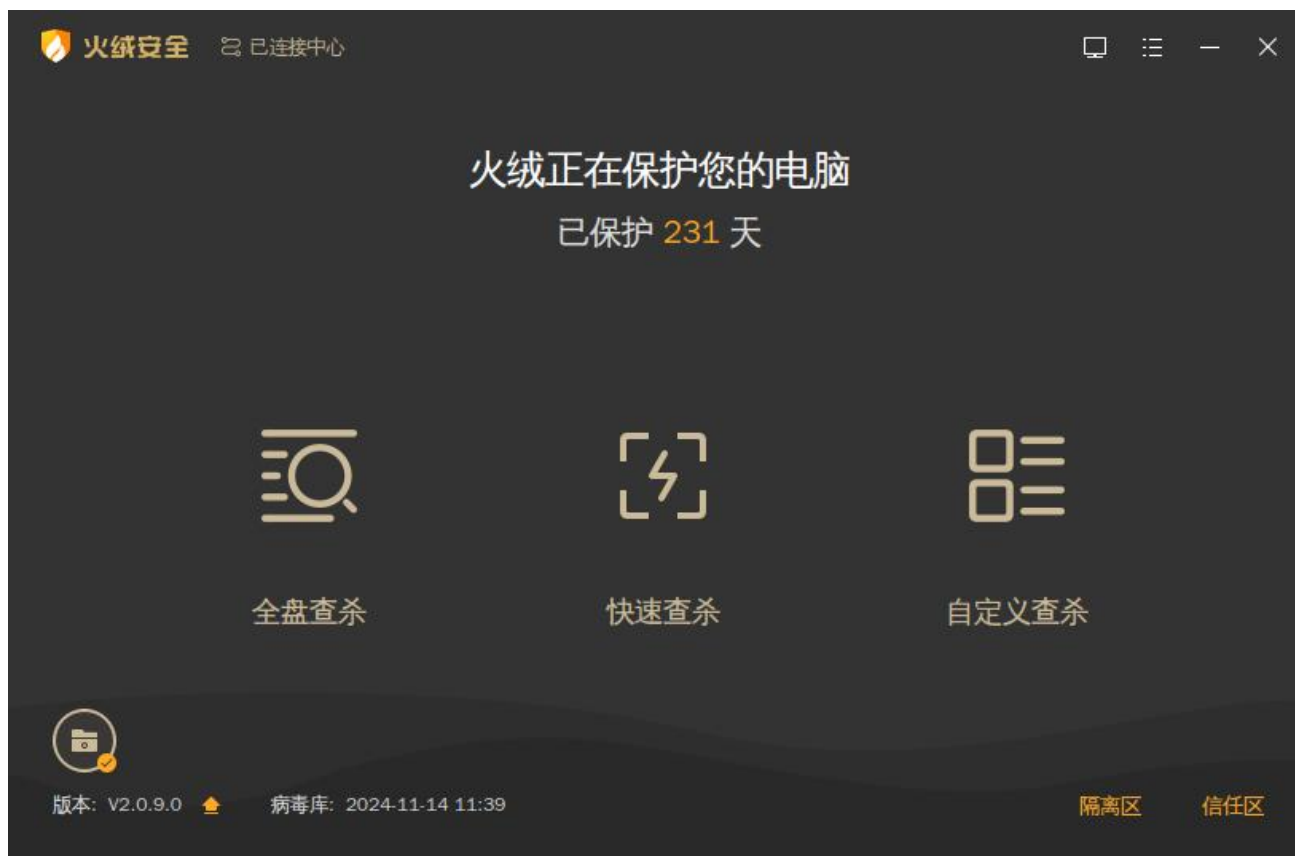 火绒安全 已连接中心
火绒正在保护您的电脑
已保护 231 天
全盘查杀 快速查杀 自定义查杀
版本: V2.0.9.0 病毒库: 2024-11-14 11:39 隔离区 信任区